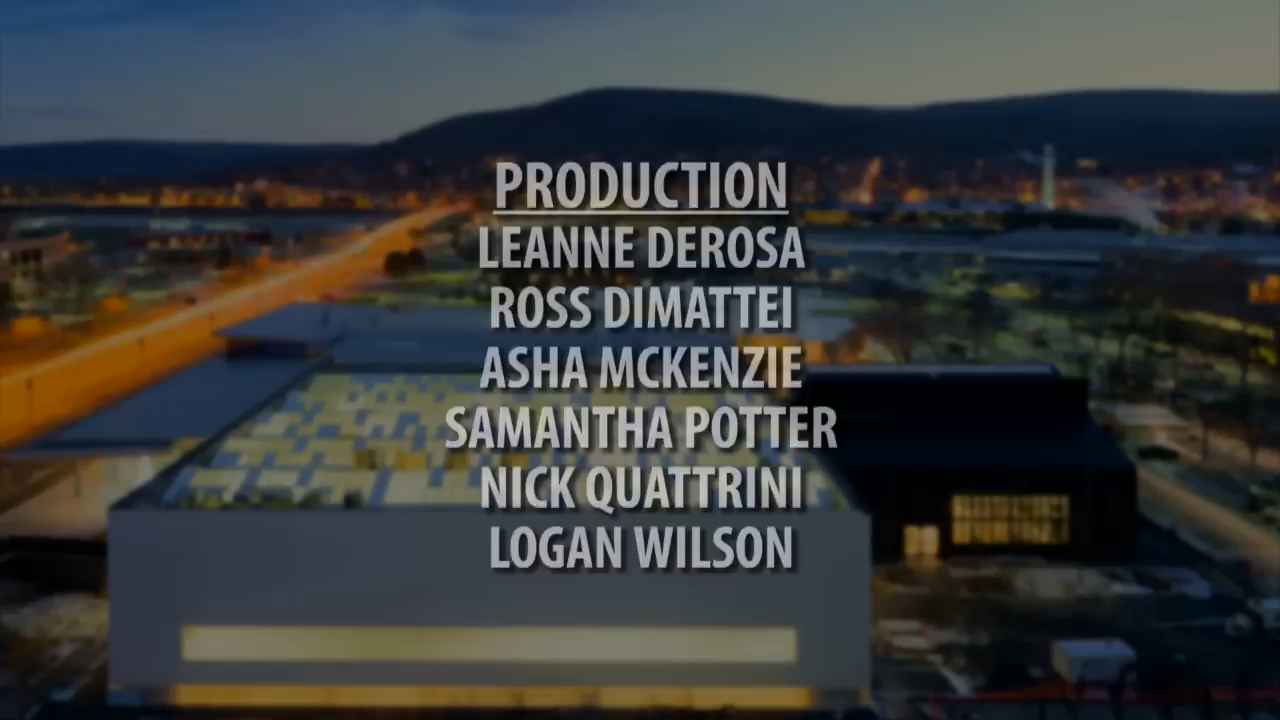 PRODUCTION
LEANNE DEROSA
ROSS DIMATTEI
ASHA MCKENZIE
SAMANTHA POTTER
NICK QUATTRINI
LOGAN WILSON